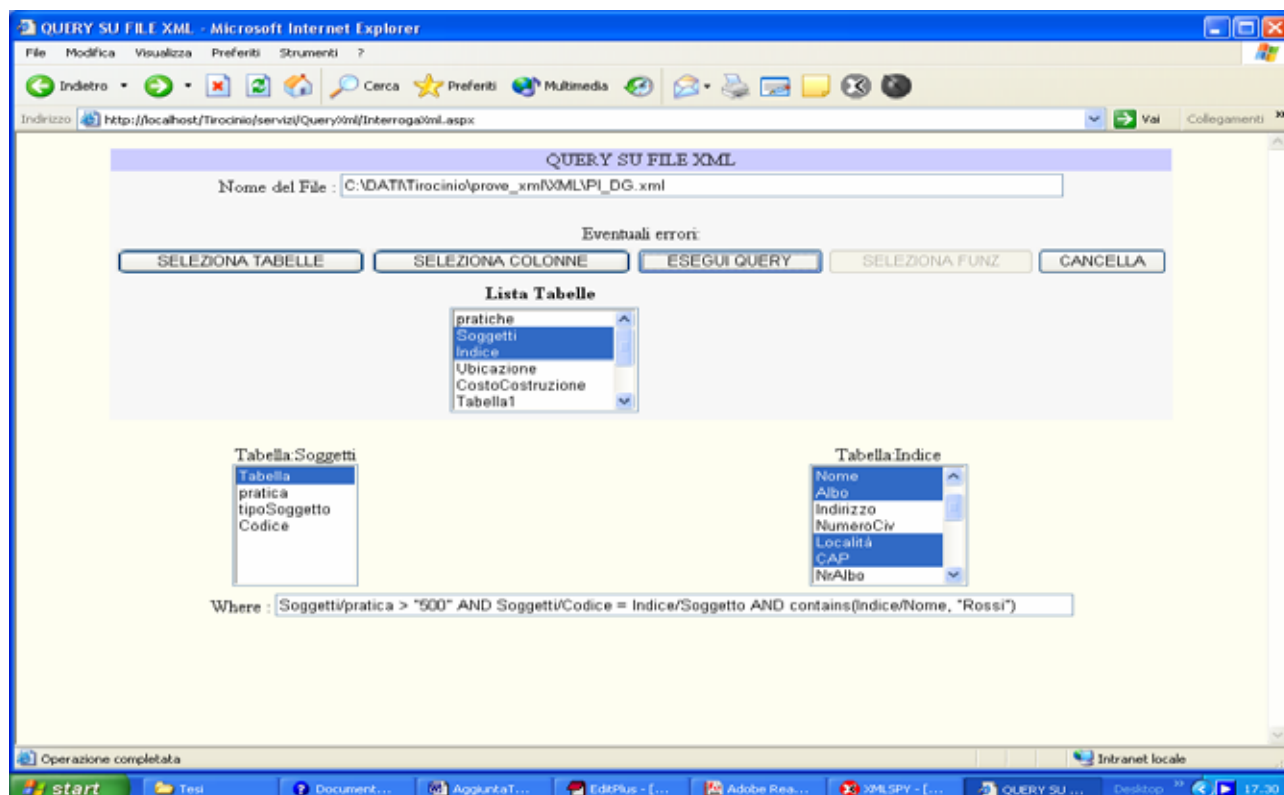 QUERY SU FILE XML - Microsoft Internet Explorer
File Modifica Visualizza Preferiti Strumenti ?
Indietro Cerca Preferiti Multimedia
Indirizzo http://localhost/Tirocinio/servizi/QueryXml/InterrogaXml.aspx Vai Collegamenti »
QUERY SU FILE XML
Nome del File : C:\DATI\Tirocinio\prove_xml\XML\PI_DG.xml
Eventuali errori:
SELEZIONA TABELLE SELEZIONA COLONNE ESEGUI QUERY SELEZIONA FUNZ CANCELLA
Lista Tabelle
pratiche
Soggetti
Indice
Ubicazione
CostoCostruzione
Tabella1
Tabella:Soggetti
Tabella
pratica
tipoSoggetto
Codice
Tabella:Indice
Nome
Albo
Indirizzo
NumeroCiv
Località
CAP
NrAlbo
Where : Soggetti/pratica > "500" AND Soggetti/Codice = Indice/Soggetto AND contains(Indice/Nome, "Rossi")
Operazione completata Intranet locale
start Tesi Document... AggiuntaT... EditPlus - [... Adobe Rea... XMLSPY - [... QUERY SU ... Desktop » 17.30